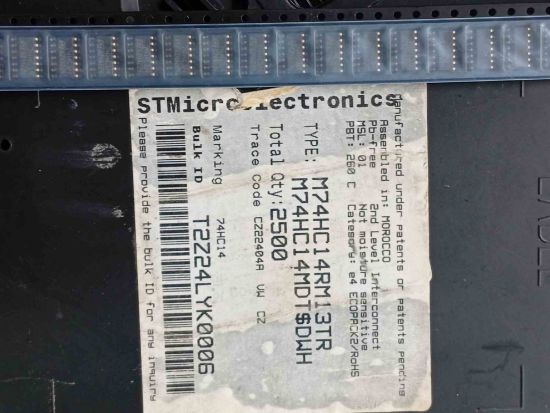 STMicroelectronics
Manufactured under patents or patents pending
Assembled in: MOROCCO
Pb-free 2nd Level Interconnect
MSL: 01 Not moisture sensitive
PBT: 260 C Category: e4 ECOPACK2/RoHS
TYPE: M74HC14RM13TR
M74HC14MDT$DWH
Total Qty: 2500
Trace Code CZ22404A VW CZ
Marking 74HC14
Bulk ID T2Z24LYK0006
Please provide the bulk ID for any inquiry